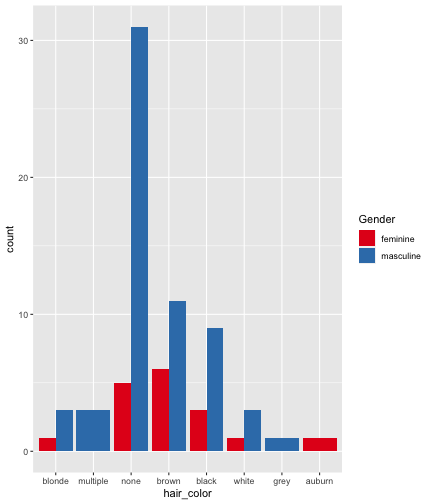 30
20
10
0
count
blonde multiple none brown black white grey auburn
hair_color
Gender
feminine
masculine